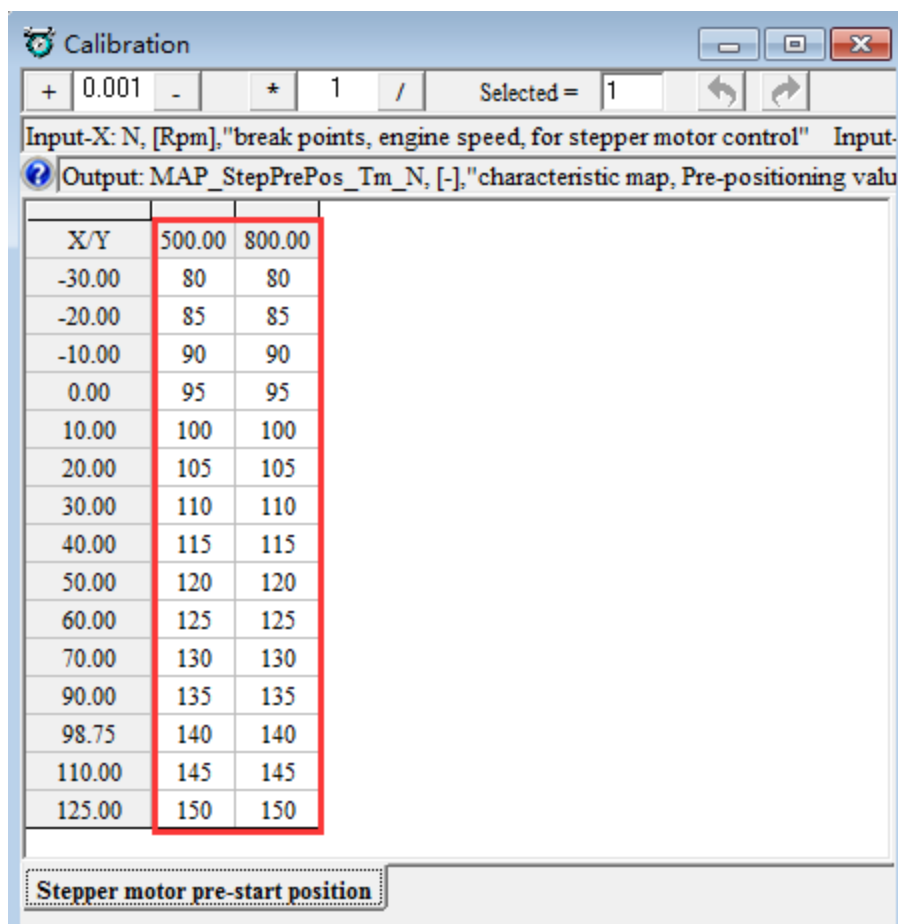 Calibration
+ 0.001 - * 1 / Selected = 1
Input-X: N, [Rpm],"break points, engine speed, for stepper motor control" Input-
Output: MAP_StepPrePos_Tm_N, [-],"characteristic map, Pre-positioning valu
X/Y 500.00 800.00
-30.00 80 80
-20.00 85 85
-10.00 90 90
0.00 95 95
10.00 100 100
20.00 105 105
30.00 110 110
40.00 115 115
50.00 120 120
60.00 125 125
70.00 130 130
90.00 135 135
98.75 140 140
110.00 145 145
125.00 150 150
Stepper motor pre-start position